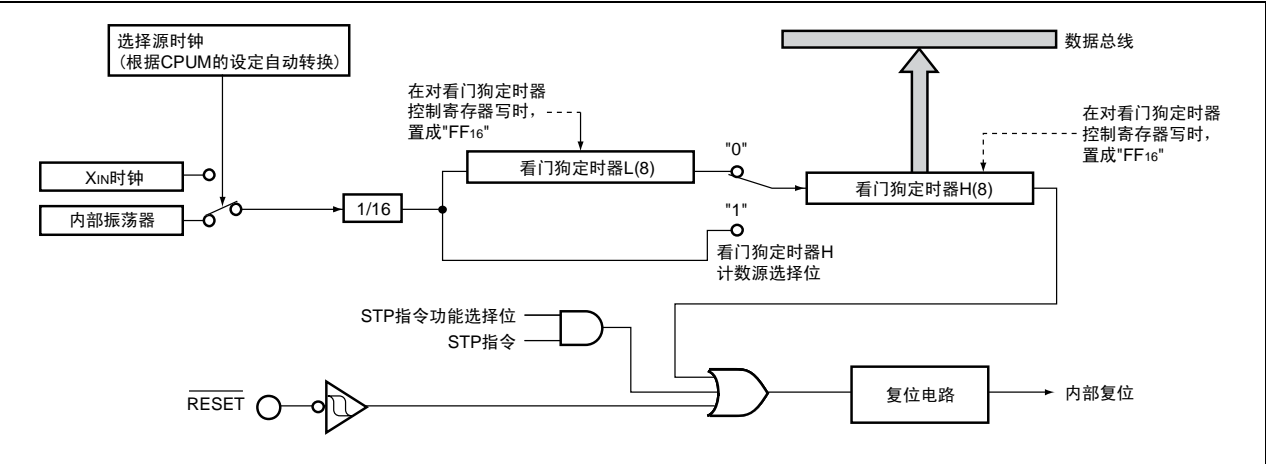 选择源时钟
(根据CPUM的设定自动转换)
数据总线
在对看门狗定时器
控制寄存器写时，
置成"FF16"
在对看门狗定时器
控制寄存器写时，
置成"FF16"
"0"
看门狗定时器L(8)
看门狗定时器H(8)
XIN时钟
内部振荡器
1/16
"1"
看门狗定时器H
计数源选择位
STP指令功能选择位
STP指令
RESET
复位电路
内部复位